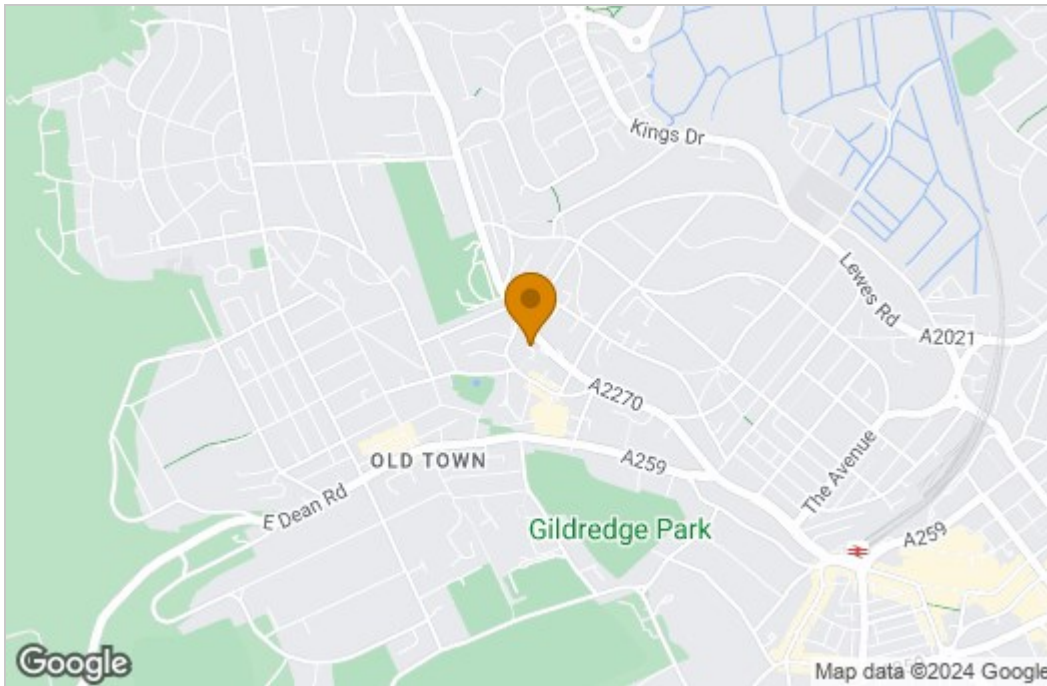 Kings Dr
Lewes Rd
A2021
A2270
The Avenue
OLD TOWN
A259
E Dean Rd
Gildredge Park
A259
Google
Map data ©2024 Google